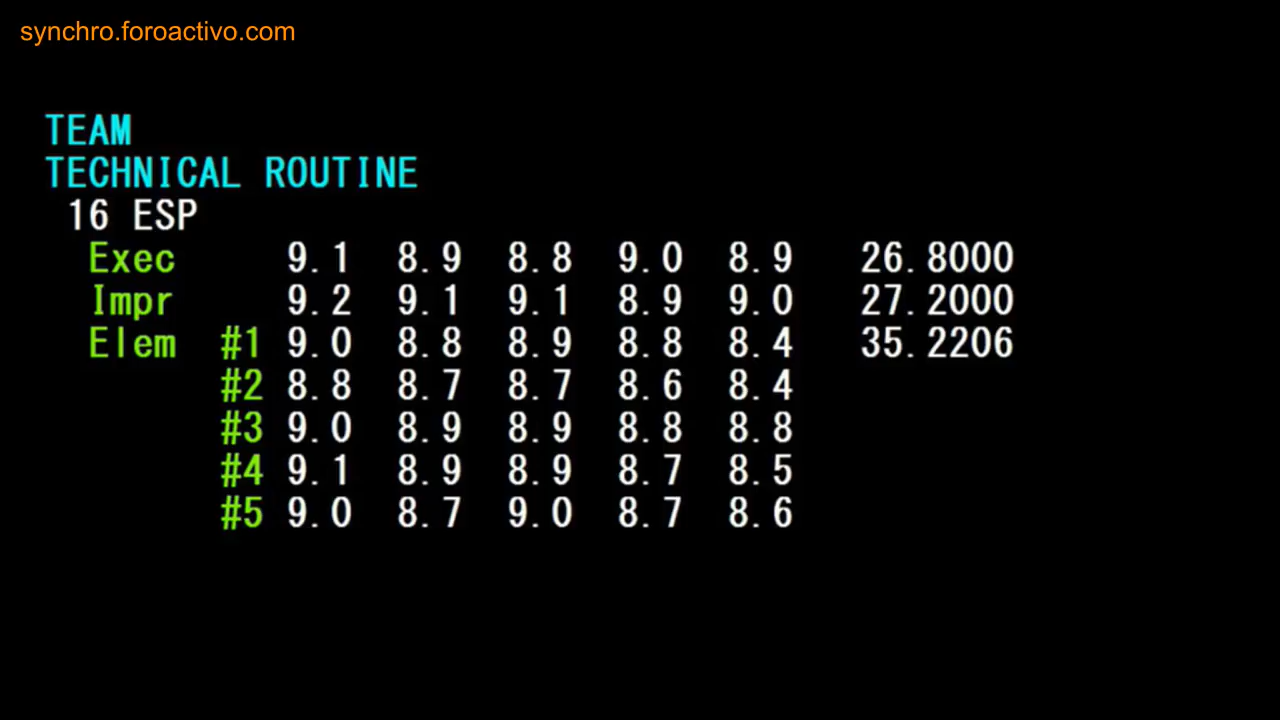 synchro.foroactivo.com
TEAM
TECHNICAL ROUTINE
16 ESP
Exec 9.1 8.9 8.8 9.0 8.9 26.8000
Impr 9.2 9.1 9.1 8.9 9.0 27.2000
Elem #1 9.0 8.8 8.9 8.8 8.4 35.2206
#2 8.8 8.7 8.7 8.6 8.4
#3 9.0 8.9 8.9 8.8 8.8
#4 9.1 8.9 8.9 8.7 8.5
#5 9.0 8.7 9.0 8.7 8.6